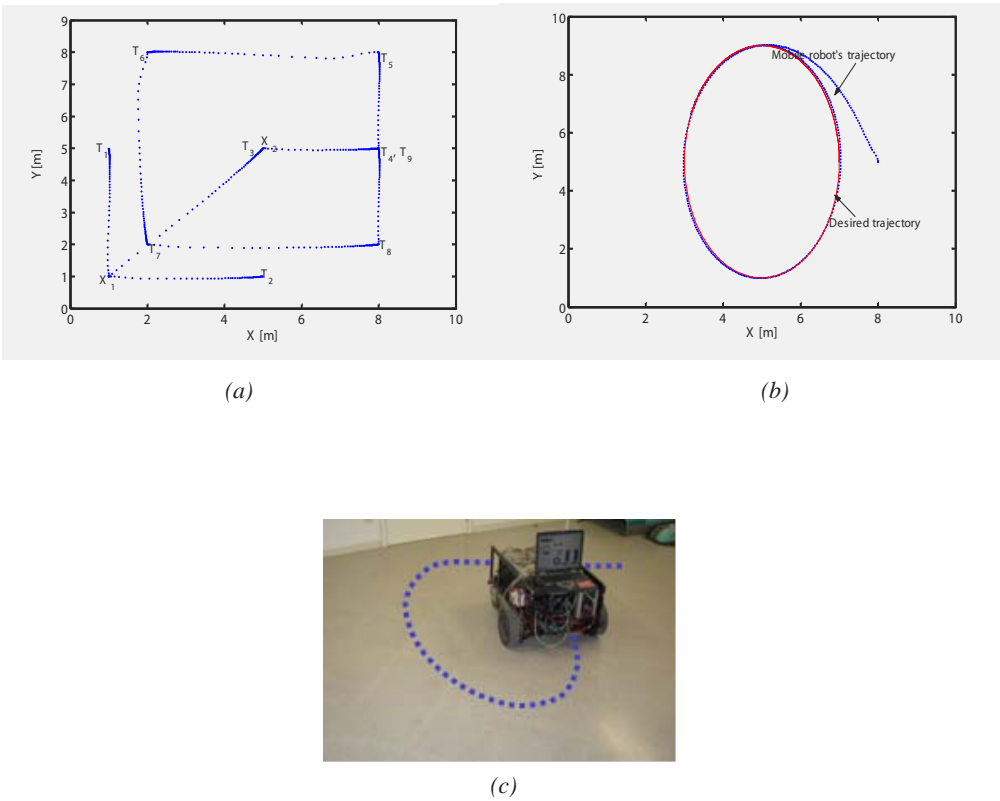 9
8
7
6
5
4
3
2
1
0
0 2 4 6 8 10
Y [m]
X [m]
T6
T5
T1
T3
X2
T4, T9
T7
T8
X1
T2
(a)
10
8
6
4
2
0
0 2 4 6 8 10
Y [m]
X [m]
Mobile robot's trajectory
Desired trajectory
(b)
(c)